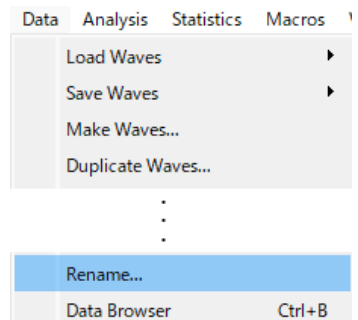 Data Analysis Statistics Macros
Load Waves
Save Waves
Make Waves...
Duplicate Waves...
Rename...
Data Browser Ctrl+B